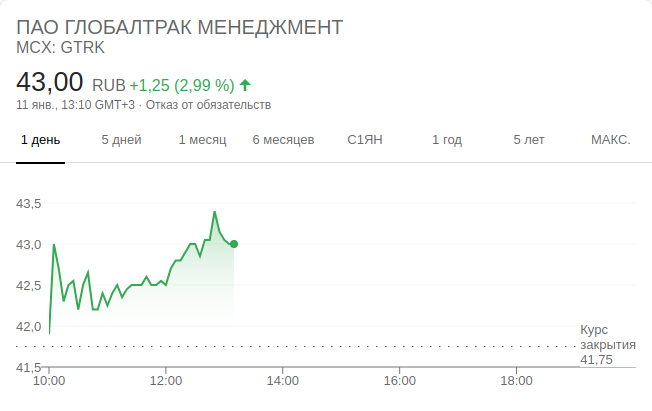 ПАО ГЛОБАЛТРАК МЕНЕДЖМЕНТ
MCX: GTRK
43,00 RUB +1,25 (2,99 %)
11 янв., 13:10 GMT+3 · Отказ от обязательств
1 день 5 дней 1 месяц 6 месяцев С1ЯН 1 год 5 лет МАКС.
43,5
43,0
42,5
42,0
Курс
закрытия
41,75
41,5
10:00 12:00 14:00 16:00 18:00